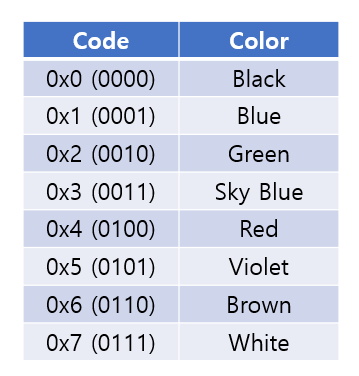 Code Color
0x0 (0000) Black
0x1 (0001) Blue
0x2 (0010) Green
0x3 (0011) Sky Blue
0x4 (0100) Red
0x5 (0101) Violet
0x6 (0110) Brown
0x7 (0111) White